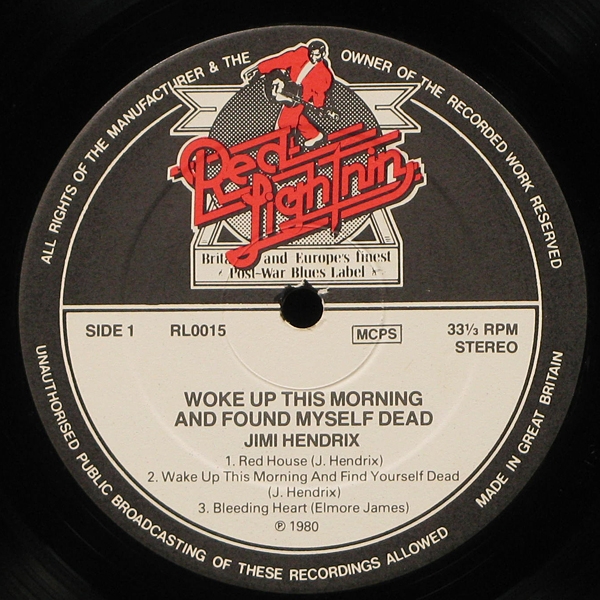 ALL RIGHTS OF THE MANUFACTURER & THE OWNER OF THE RECORDED WORK RESERVED
Red
Lightnin
and Europe's finest
Post-War Blues Label
SIDE 1 RL0015 MCPS 33⅓ RPM
STEREO
WOKE UP THIS MORNING
AND FOUND MYSELF DEAD
JIMI HENDRIX
1. Red House (J. Hendrix)
2. Wake Up This Morning And Find Yourself Dead
(J. Hendrix)
3. Bleeding Heart (Elmore James)
℗ 1980
UNAUTHORISED PUBLIC BROADCASTING OF THESE RECORDINGS ALLOWED
MADE IN GREAT BRITAIN